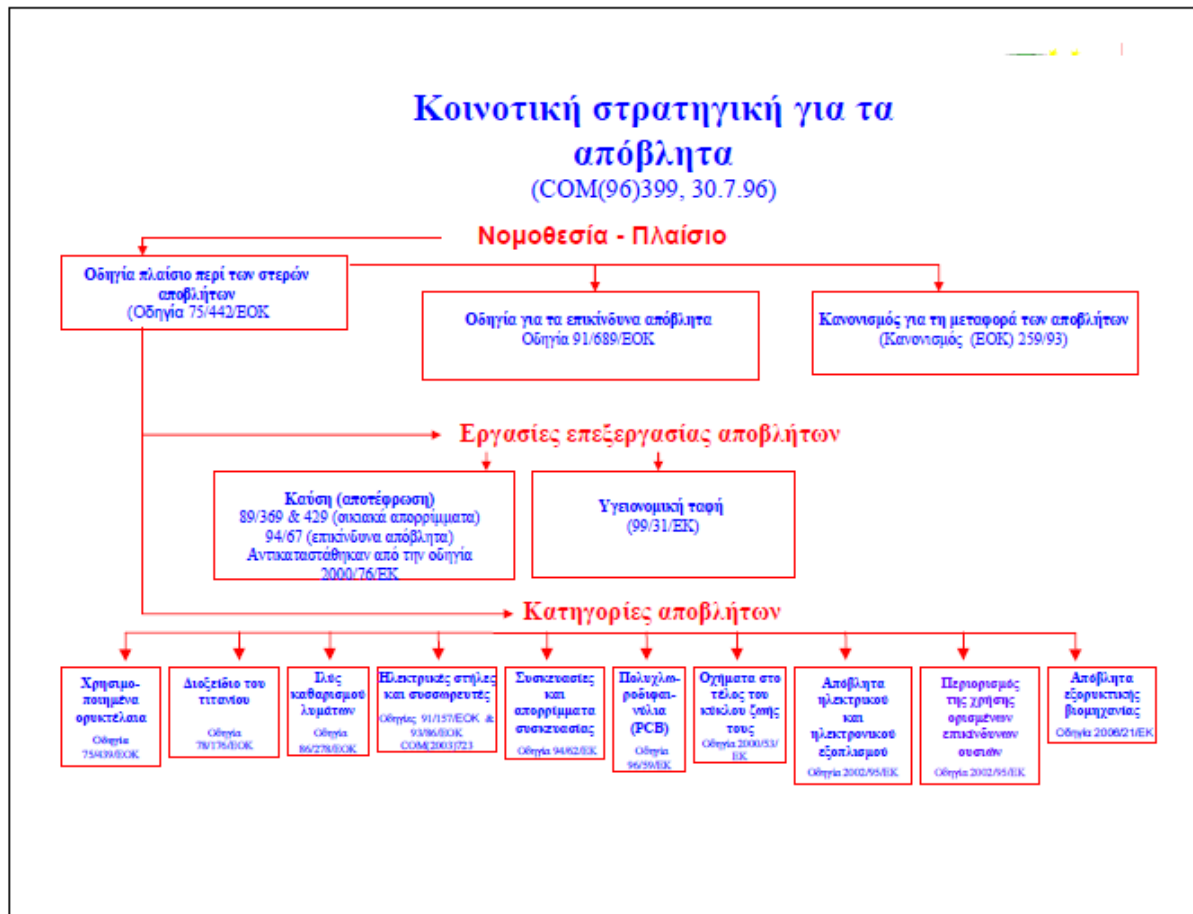 Κοινοτική στρατηγική για τα
απόβλητα
(COM(96)399, 30.7.96)
Νομοθεσία - Πλαίσιο
Οδηγία πλαίσιο περί των στερών
αποβλήτων
(Οδηγία 75/442/ΕΟΚ
Οδηγία για τα επικίνδυνα απόβλητα
Οδηγία 91/689/ΕΟΚ
Κανονισμός για τη μεταφορά των αποβλήτων
(Κανονισμός (ΕΟΚ) 259/93)
Εργασίες επεξεργασίας αποβλήτων
Καύση (αποτέφρωση)
89/369 & 429 (οικιακά απορρίμματα)
94/67 (επικίνδυνα απόβλητα)
Αντικαταστάθηκαν από την οδηγία
2000/76/ΕΚ
Υγειονομική ταφή
(99/31/ΕΚ)
Κατηγορίες αποβλήτων
Χρησιμο-
ποιημένα
ορυκτέλαια
Οδηγία
75/439/ΕΟΚ
Διοξείδιο του
τιτανίου
Οδηγία
78/176/ΕΟΚ
Ιλύς
καθαρισμού
λυμάτων
Οδηγία
86/278/ΕΟΚ
Ηλεκτρικές στήλες
και συσσωρευτές
Οδηγίες 91/157/ΕΟΚ &
93/86/ΕΟΚ
COM(2003)723
Συσκευασίες
και
απορρίμματα
συσκευασίας
Οδηγία 94/62/ΕΚ
Πολυχλω-
ροδιφαι-
νύλια
(PCB)
Οδηγία
96/59/ΕΚ
Οχήματα στο
τέλος του
κύκλου ζωής
τους
Οδηγία 2000/53/
ΕΚ
Απόβλητα
ηλεκτρικού
και
ηλεκτρονικού
εξοπλισμού
Οδηγία 2002/95/ΕΚ
Περιορισμός
της χρήσης
ορισμένων
επικίνδυνων
ουσιών
Οδηγία 2002/95/ΕΚ
Απόβλητα
εξορυκτικής
βιομηχανίας
Οδηγία 2006/21/ΕΚ